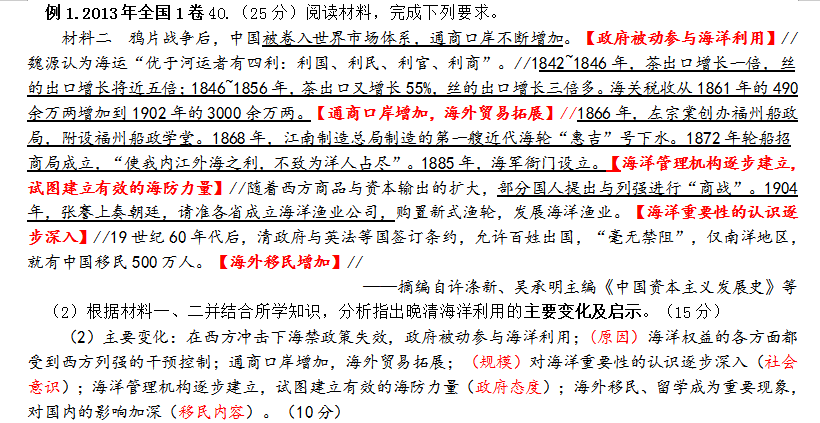 例 1.2013 年全国 1 卷 40.（25 分）阅读材料，完成下列要求。
材料二　鸦片战争后，中国被卷入世界市场体系，通商口岸不断增加。【政府被动参与海洋利用】//
魏源认为海运“优于河运者有四利：利国、利民、利官、利商”。//1842~1846 年，茶出口增长一倍，丝
的出口增长将近五倍；1846~1856 年，茶出口又增长 55%，丝的出口增长三倍多。海关税收从 1861 年的 490
余万两增加到 1902 年的 3000 余万两。【通商口岸增加，海外贸易拓展】//1866 年，左宗棠创办福州船政
局，附设福州船政学堂。1868 年，江南制造总局制造的第一艘近代海轮“惠吉”号下水。1872 年轮船招
商局成立，“使我内江外海之利，不致为洋人占尽”。1885 年，海军衙门设立。【海洋管理机构逐步建立，
试图建立有效的海防力量】//随着西方商品与资本输出的扩大，部分国人提出与列强进行“商战”。1904
年，张謇上奏朝廷，请准各省成立海洋渔业公司，购置新式渔轮，发展海洋渔业。【海洋重要性的认识逐
步深入】//19 世纪 60 年代后，清政府与英法等国签订条约，允许百姓出国，“毫无禁阻”，仅南洋地区，
就有中国移民 500 万人。【海外移民增加】//
——摘编自许涤新、吴承明主编《中国资本主义发展史》等
（2）根据材料一、二并结合所学知识，分析指出晚清海洋利用的主要变化及启示。（15 分）
（2）主要变化：在西方冲击下海禁政策失效，政府被动参与海洋利用；（原因）海洋权益的各方面都
受到西方列强的干预控制；通商口岸增加，海外贸易拓展；（规模）对海洋重要性的认识逐步深入（社会
意识）；海洋管理机构逐步建立，试图建立有效的海防力量（政府态度）；海外移民、留学成为重要现象，
对国内的影响加深（移民内容）。（10 分）